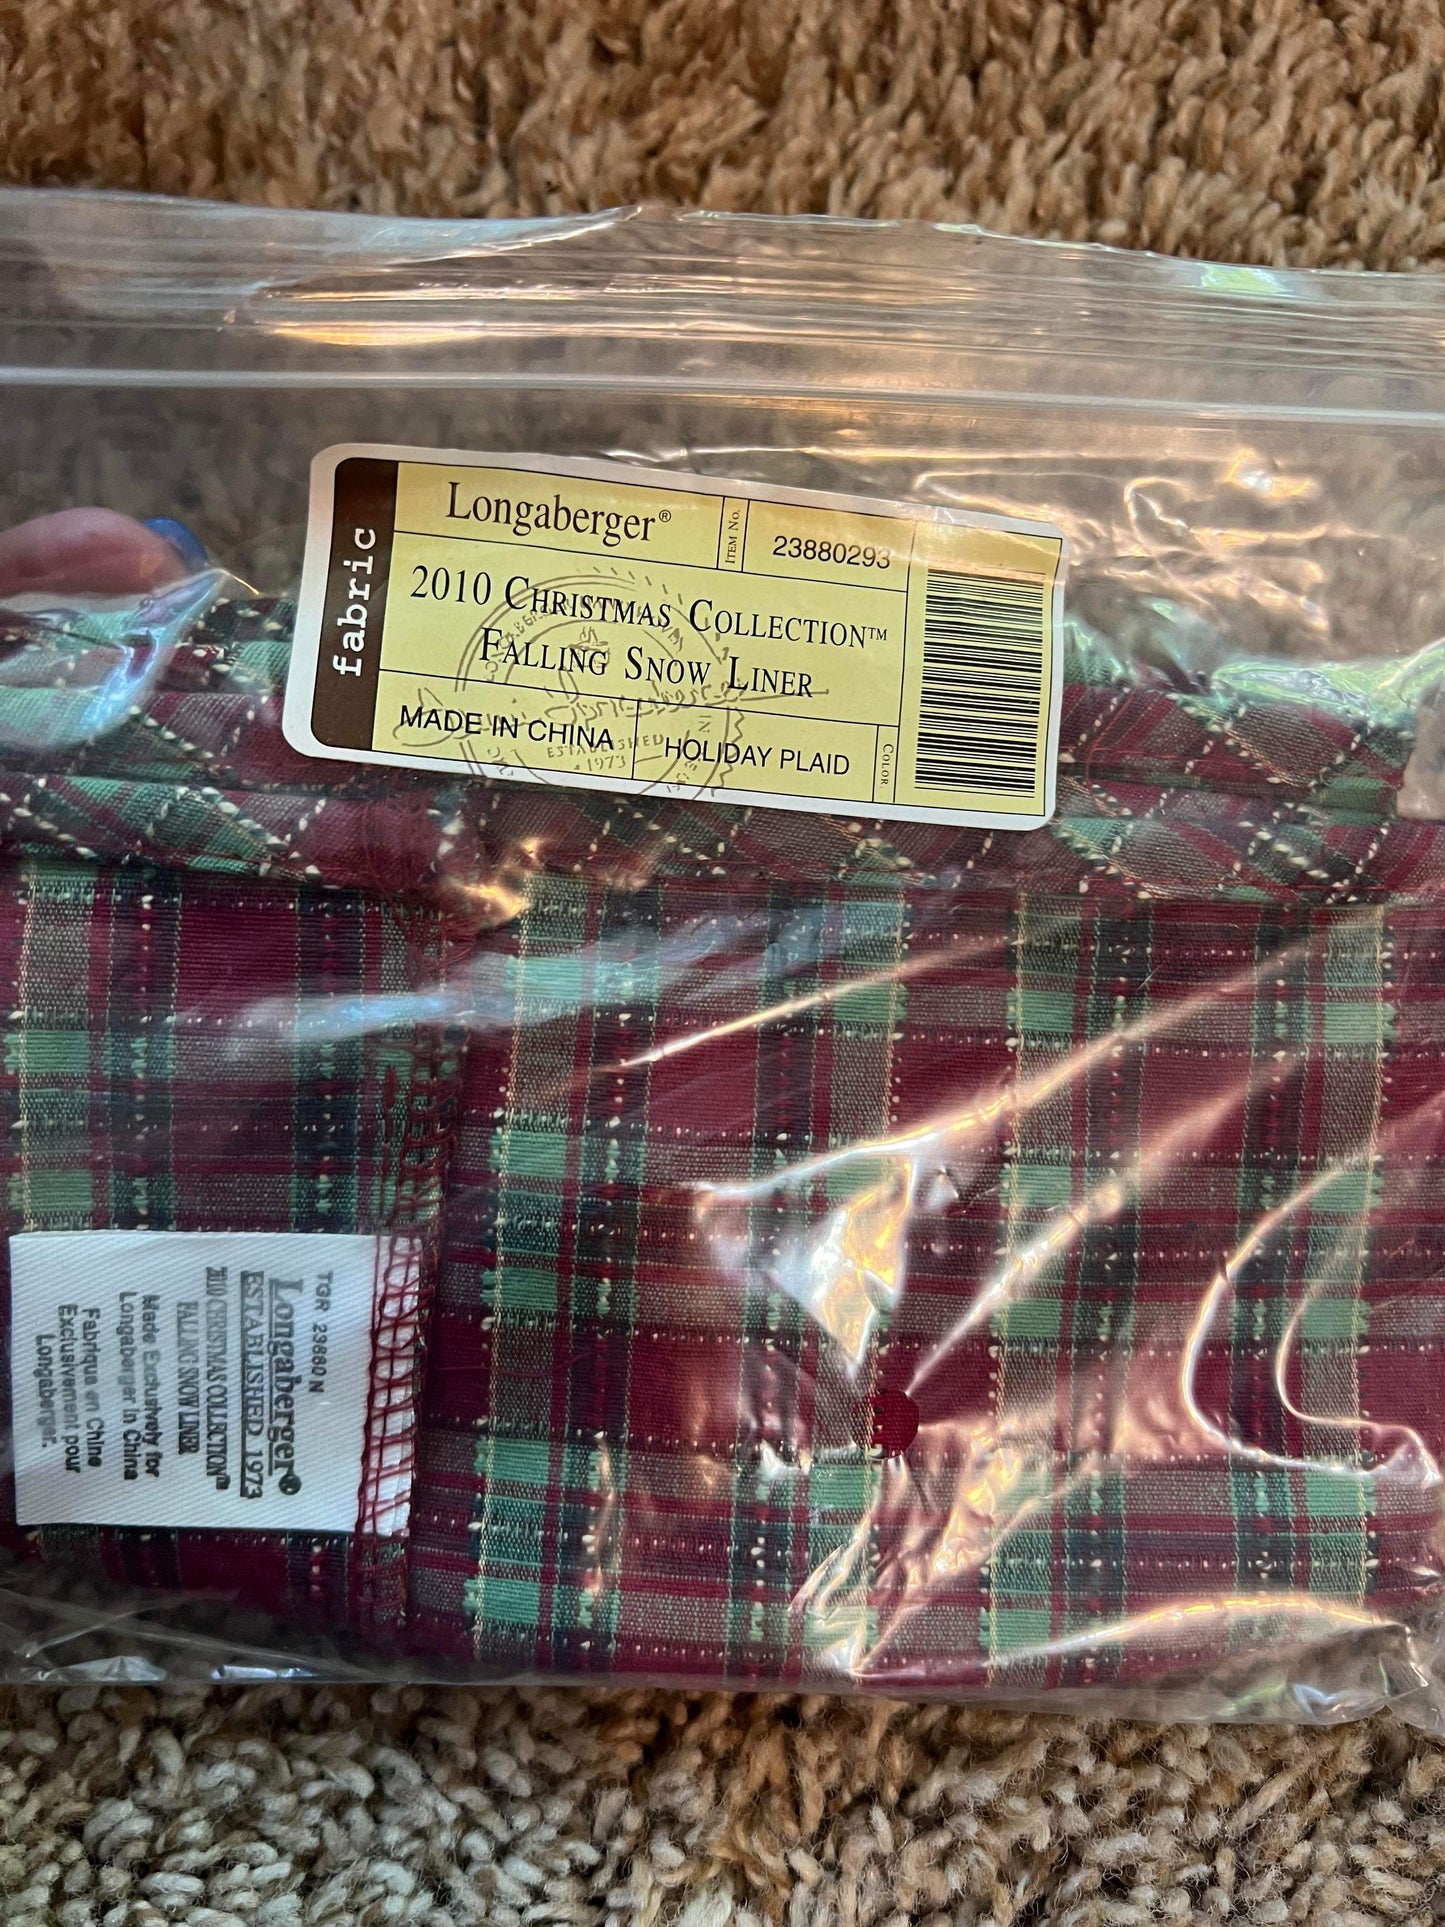 fabric
Longaberger®
ITEM No.
23880293
2010 CHRISTMAS COLLECTION™
FALLING SNOW LINER
MADE IN CHINA
HOLIDAY PLAID
COLOR
ESTABLISHED
1973
TGR 23860 N
Longaberger®
ESTABLISHED 1973
2010 CHRISTMAS COLLECTION®
FALLING SNOW LINER
Made Exclusively for
Longaberger in China
Fabrique en Chine
Exclusivement pour
Longaberger.